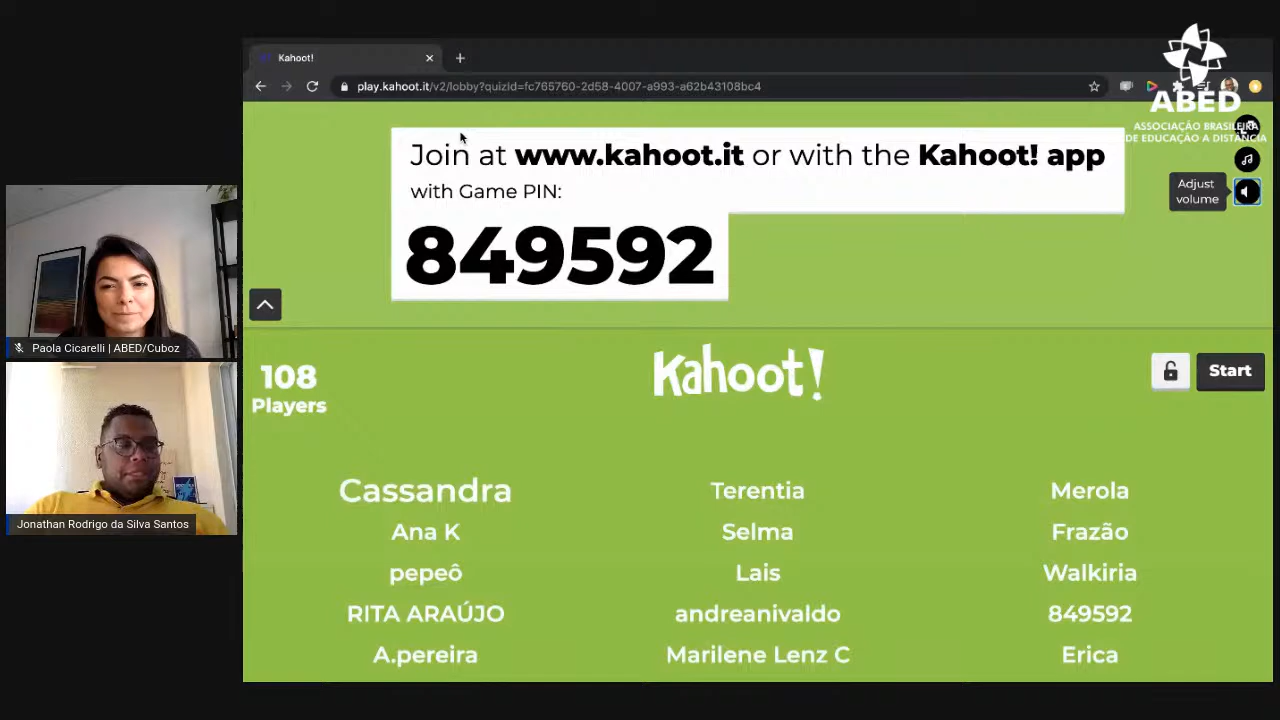 Kahoot!
play.kahoot.it/v2/lobby?quizId=fc765760-2d58-4007-a993-a62b43108bc4
ABED
ASSOCIAÇÃO BRASILEIRA
DE EDUCAÇÃO A DISTÂNCIA
Join at www.kahoot.it or with the Kahoot! app
with Game PIN:
849592
Adjust
volume
Paola Cicarelli | ABED/Cuboz
Jonathan Rodrigo da Silva Santos
108
Players
Kahoot!
Start
Cassandra
Terentia
Merola
Ana K
Selma
Frazão
pepeô
Lais
Walkiria
RITA ARAÚJO
andreanivaldo
849592
A.pereira
Marilene Lenz C
Erica